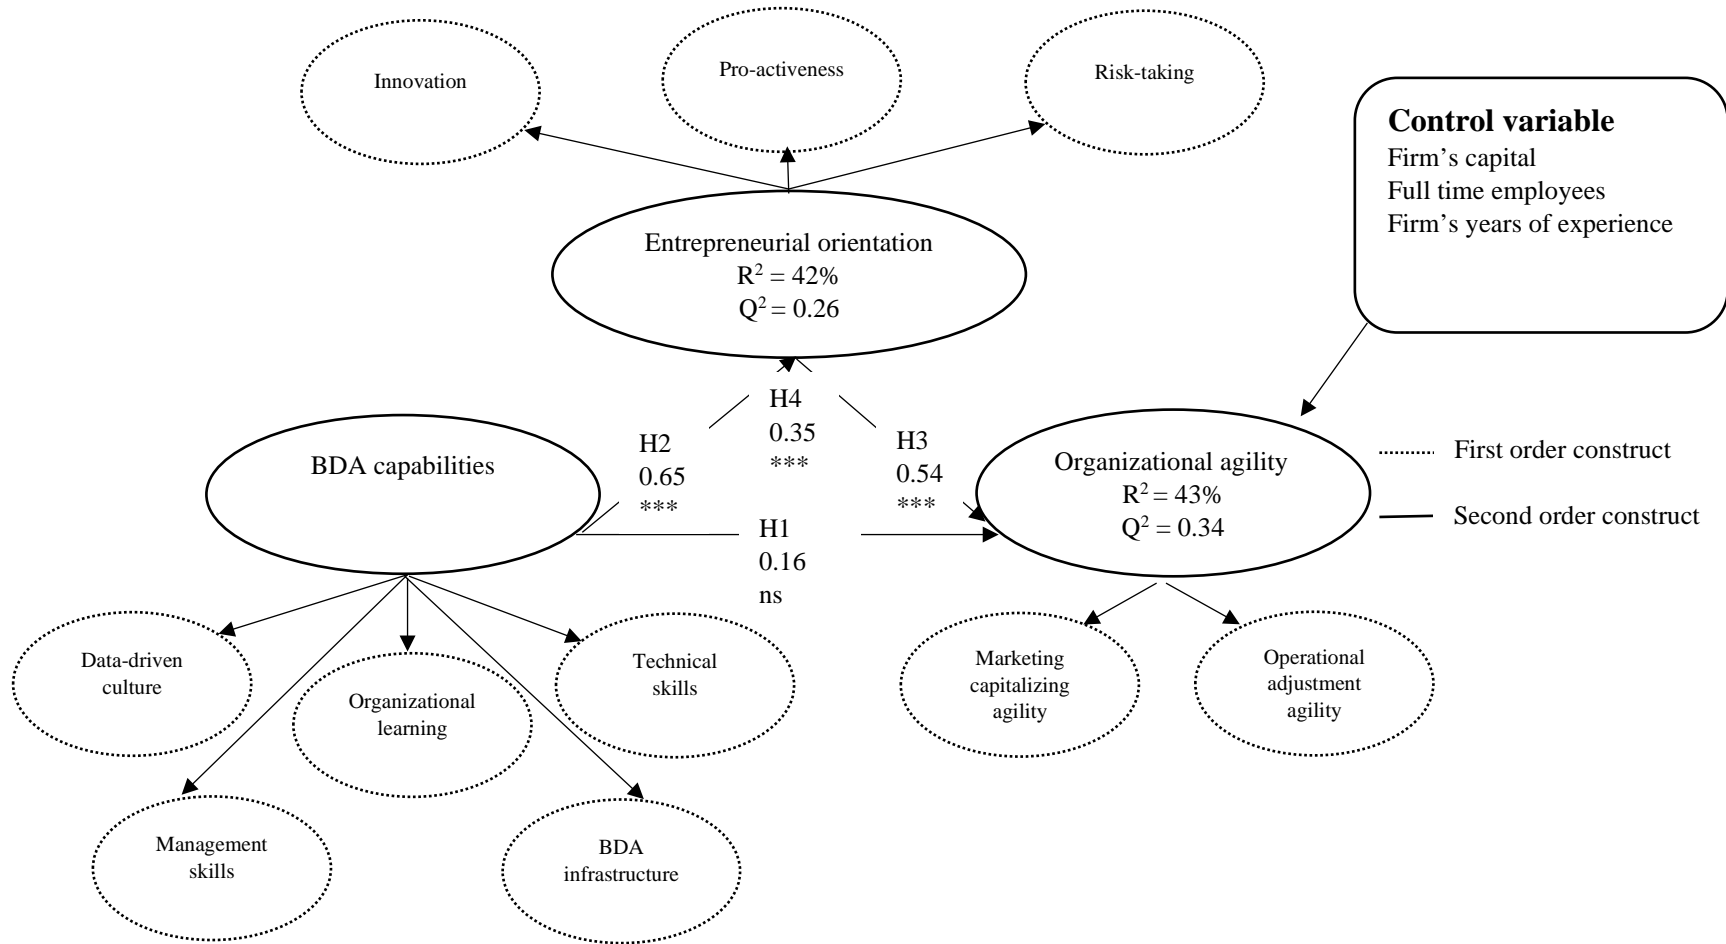 Innovation
Pro-activeness
Risk-taking
Control variable
Firm’s capital
Full time employees
Firm’s years of experience
Entrepreneurial orientation
R² = 42%
Q² = 0.26
H4
0.35
***
H2
0.65
***
H3
0.54
***
BDA capabilities
H1
0.16
ns
Organizational agility
R² = 43%
Q² = 0.34
First order construct
Second order construct
Data-driven
culture
Organizational
learning
Technical
skills
Marketing
capitalizing
agility
Operational
adjustment
agility
Management
skills
BDA
infrastructure